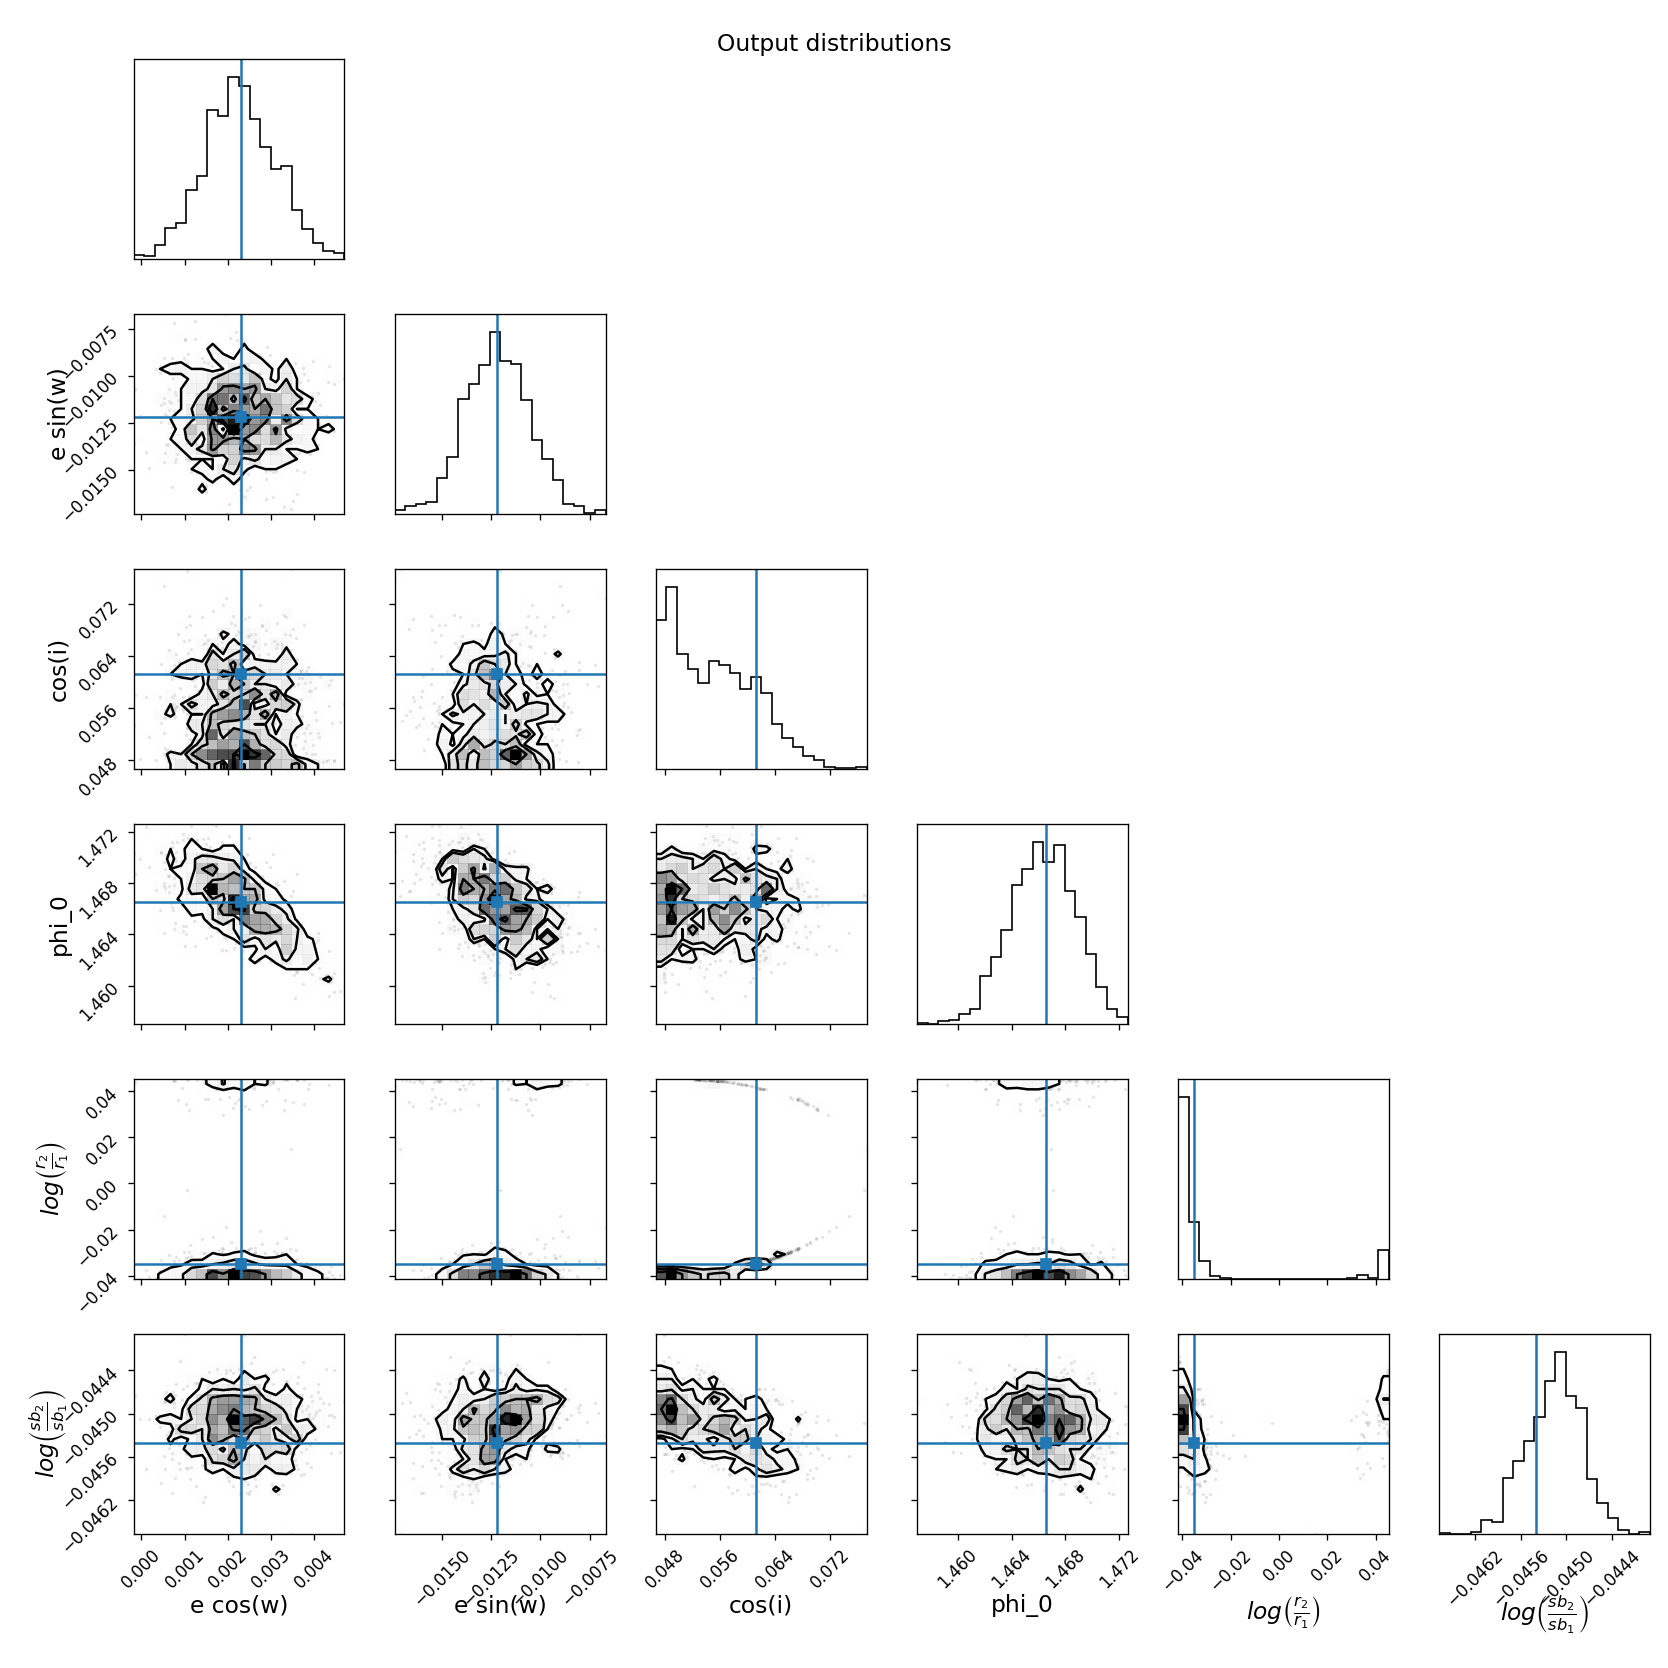 Output distributions
e sin(w)
−0.0075
−0.0100
−0.0125
−0.0150
cos(i)
0.072
0.064
0.056
0.048
phi_0
1.472
1.468
1.464
1.460
log(r₂/r₁)
0.04
0.02
0.00
−0.02
−0.04
log(sb₂/sb₁)
−0.0444
−0.0450
−0.0456
−0.0462
0.000 0.001 0.002 0.003 0.004
−0.0150 −0.0125 −0.0100 −0.0075
0.048 0.056 0.064 0.072
1.460 1.464 1.468 1.472
−0.04 −0.02 0.00 0.02 0.04
−0.0462 −0.0456 −0.0450 −0.0444
e cos(w) e sin(w) cos(i) phi_0 log(r₂/r₁) log(sb₂/sb₁)